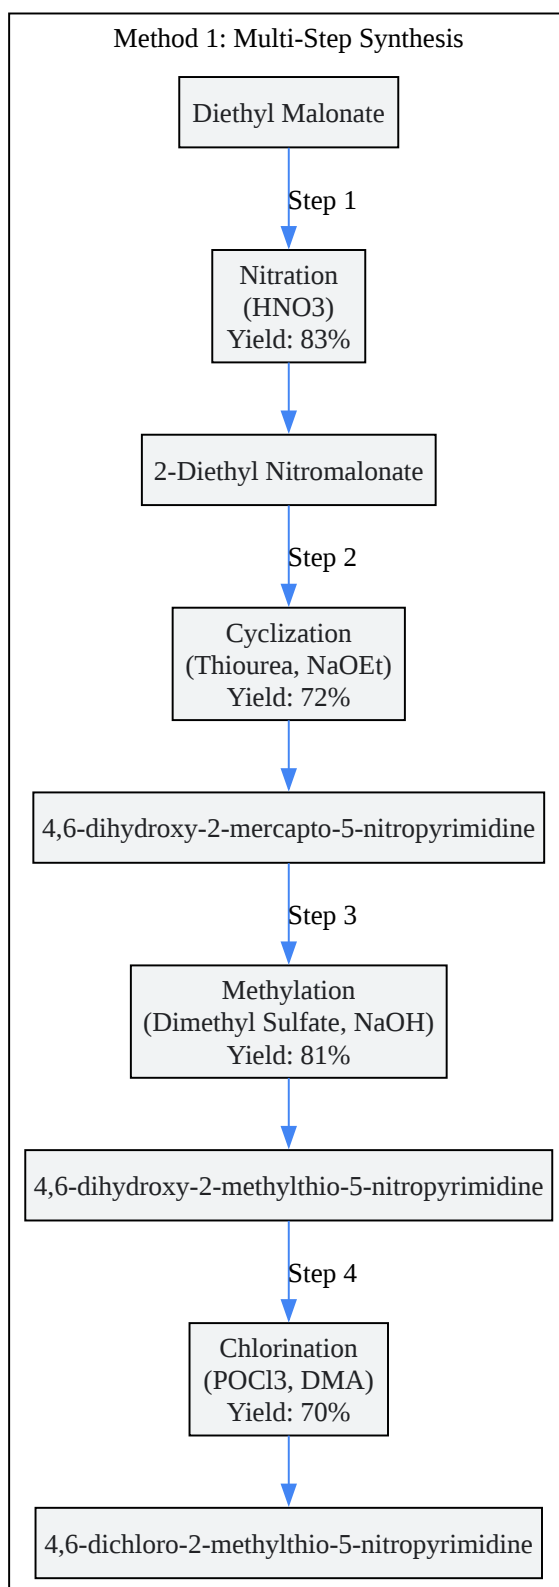 Method 1: Multi-Step Synthesis
Diethyl Malonate
Step 1
Nitration
(HNO3)
Yield: 83%
2-Diethyl Nitromalonate
Step 2
Cyclization
(Thiourea, NaOEt)
Yield: 72%
4,6-dihydroxy-2-mercapto-5-nitropyrimidine
Step 3
Methylation
(Dimethyl Sulfate, NaOH)
Yield: 81%
4,6-dihydroxy-2-methylthio-5-nitropyrimidine
Step 4
Chlorination
(POCl3, DMA)
Yield: 70%
4,6-dichloro-2-methylthio-5-nitropyrimidine